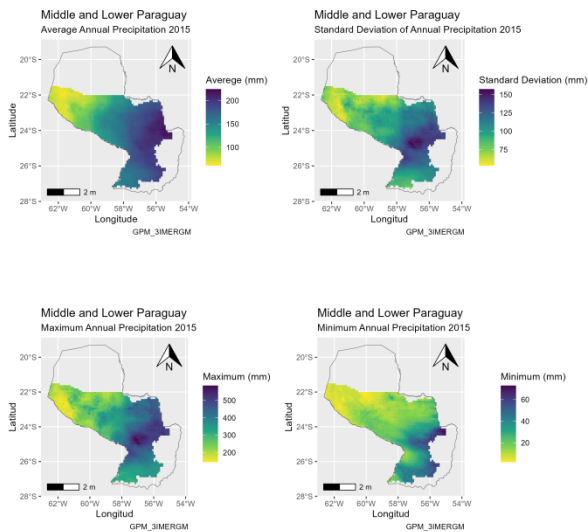 Middle and Lower Paraguay
Average Annual Precipitation 2015
20°S
22°S
24°S
26°S
28°S
Latitude
N
2 m
62°W 60°W 58°W 56°W 54°W
Longitude
GPM_3IMERGM
Averege (mm)
200
150
100
Middle and Lower Paraguay
Standard Deviation of Annual Precipitation 2015
20°S
22°S
24°S
26°S
28°S
Latitud
N
2 m
62°W 60°W 58°W 56°W 54°W
Longitud
GPM_3IMERGM
Standard Deviation (mm)
150
125
100
75
Middle and Lower Paraguay
Maximum Annual Precipitation 2015
20°S
22°S
24°S
26°S
28°S
Latitud
N
2 m
62°W 60°W 58°W 56°W 54°W
Longitud
GPM_3IMERGM
Maximum (mm)
500
400
300
200
Middle and Lower Paraguay
Minimum Annual Precipitation 2015
20°S
22°S
24°S
26°S
28°S
Latitud
N
2 m
62°W 60°W 58°W 56°W 54°W
Longitud
GPM_3IMERGM
Minimum (mm)
60
40
20